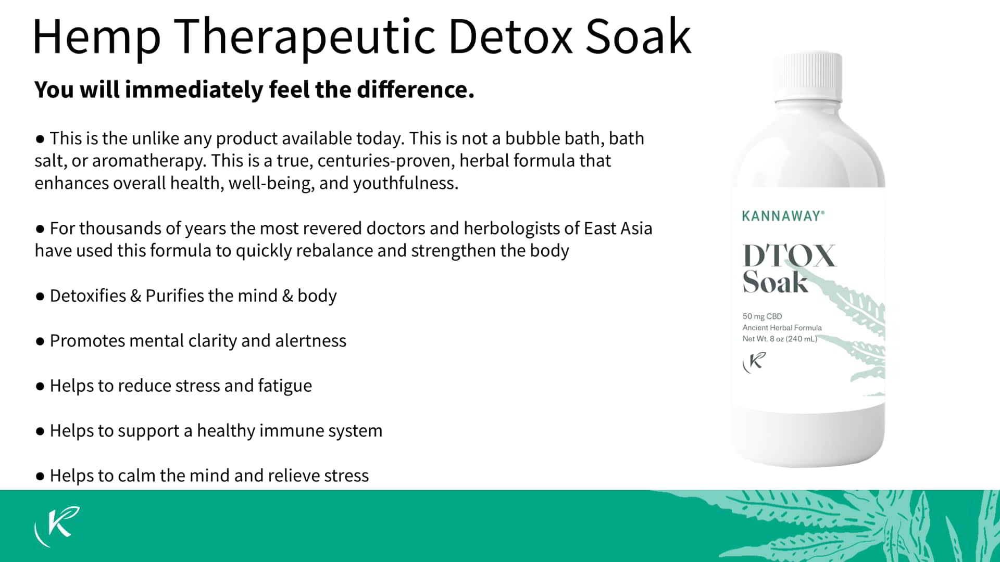 Hemp Therapeutic Detox Soak
You will immediately feel the difference.
● This is the unlike any product available today. This is not a bubble bath, bath
salt, or aromatherapy. This is a true, centuries-proven, herbal formula that
enhances overall health, well-being, and youthfulness.
● For thousands of years the most revered doctors and herbologists of East Asia
have used this formula to quickly rebalance and strengthen the body
● Detoxifies & Purifies the mind & body
● Promotes mental clarity and alertness
● Helps to reduce stress and fatigue
● Helps to support a healthy immune system
● Helps to calm the mind and relieve stress
KANNAWAY®
DTOX
Soak
50 mg CBD
Ancient Herbal Formula
Net Wt. 8 oz (240 mL)
K
K